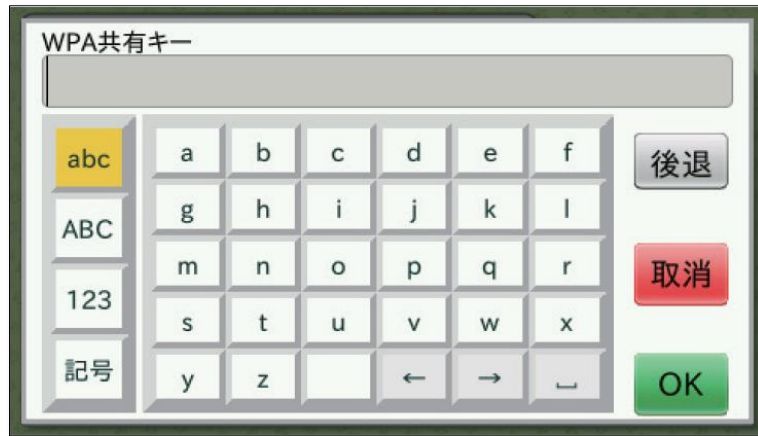 WPA共有キー
abc a b c d e f 後退
ABC g h i j k l
m n o p q r 取消
123 s t u v w x
記号 y z ← → ⎵ OK